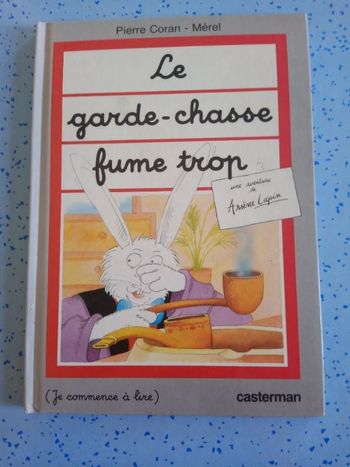 Pierre Coran - Mérel
Le
garde-chasse
fume trop
une aventure
de
Arsène Lapin
(Je commence à lire)
casterman